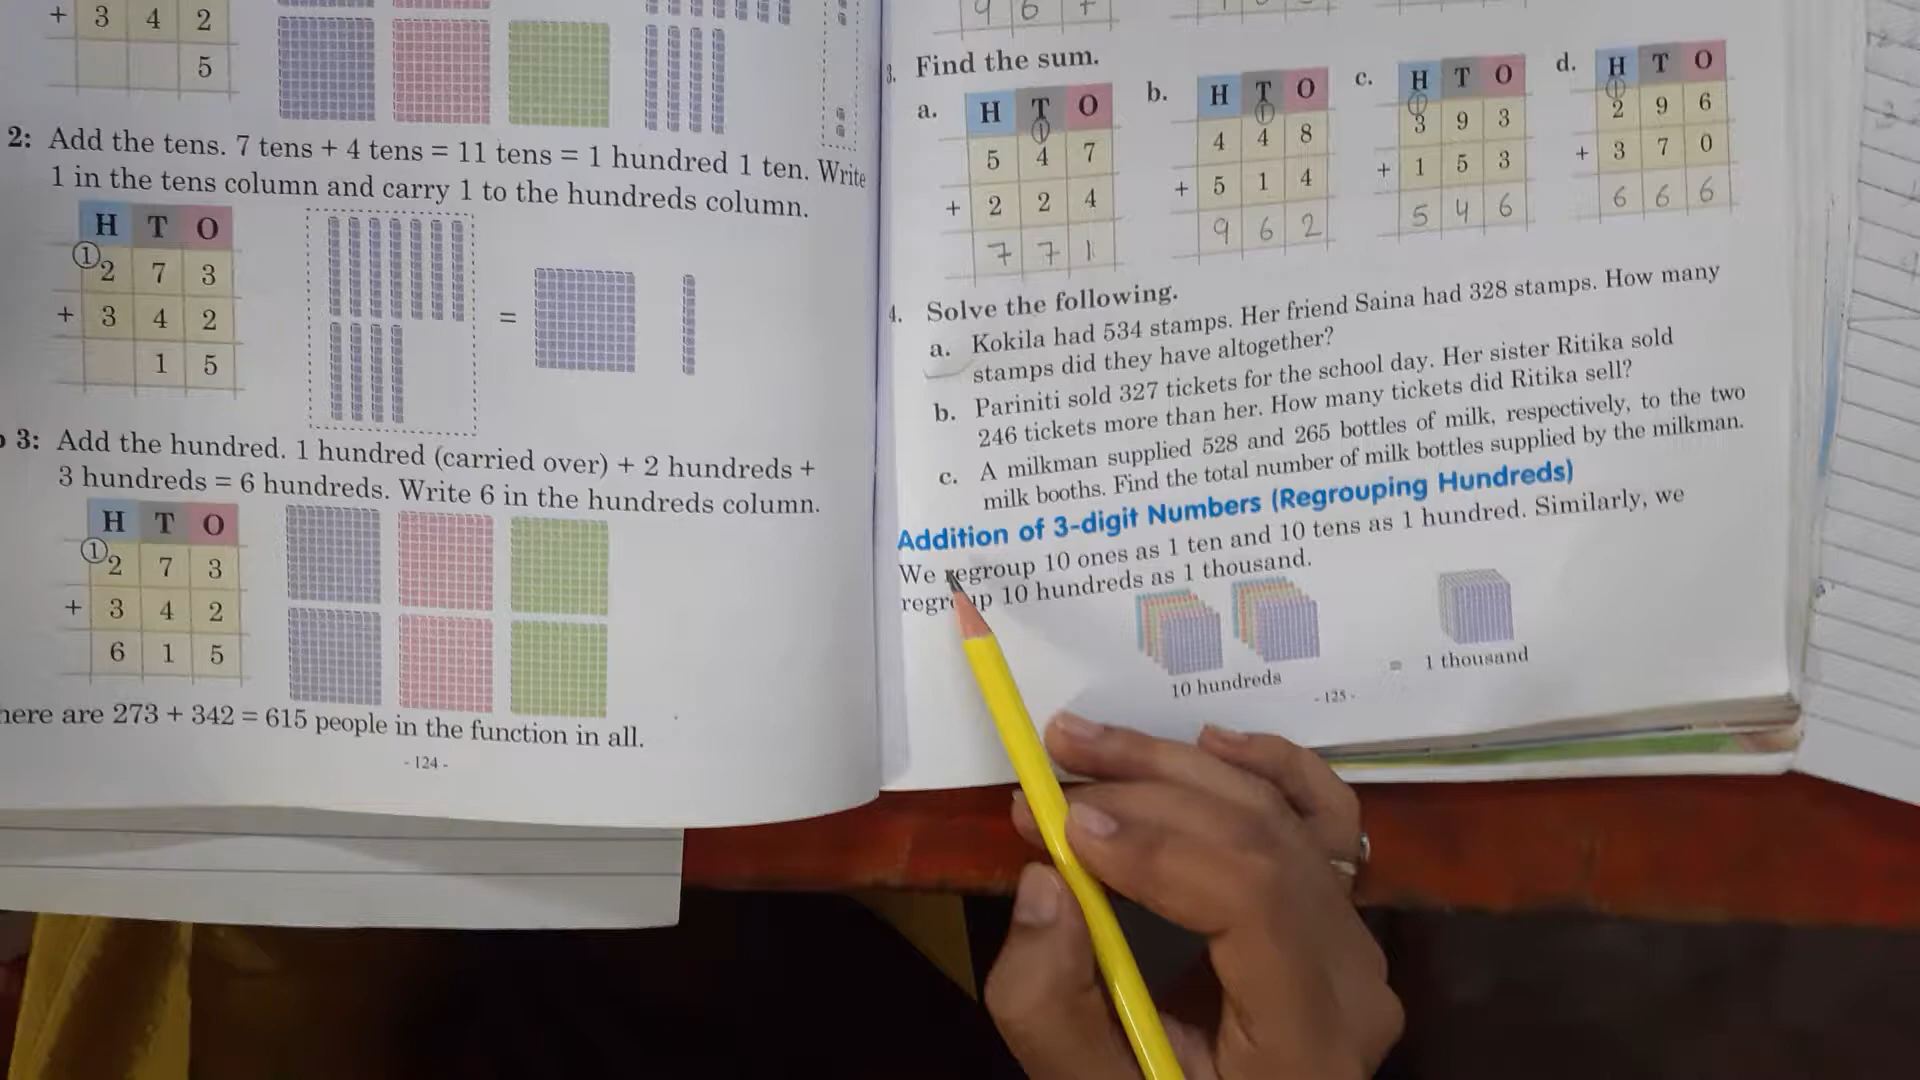 + 3 4 2
5
2: Add the tens. 7 tens + 4 tens = 11 tens = 1 hundred 1 ten. Write
1 in the tens column and carry 1 to the hundreds column.
H T O
① 2 7 3
+ 3 4 2
1 5
=
3: Add the hundred. 1 hundred (carried over) + 2 hundreds +
3 hundreds = 6 hundreds. Write 6 in the hundreds column.
H T O
① 2 7 3
+ 3 4 2
6 1 5
here are 273 + 342 = 615 people in the function in all.
- 124 -
9 6 7
3. Find the sum.
a. H T O
①
5 4 7
+ 2 2 4
7 7 1
b. H T O
①
4 4 8
+ 5 1 4
9 6 2
c. H T O
①
3 9 3
+ 1 5 3
5 4 6
d. H T O
①
2 9 6
+ 3 7 0
6 6 6
4. Solve the following.
a. Kokila had 534 stamps. Her friend Saina had 328 stamps. How many
stamps did they have altogether?
b. Pariniti sold 327 tickets for the school day. Her sister Ritika sold
246 tickets more than her. How many tickets did Ritika sell?
c. A milkman supplied 528 and 265 bottles of milk, respectively, to the two
milk booths. Find the total number of milk bottles supplied by the milkman.
Addition of 3-digit Numbers (Regrouping Hundreds)
We regroup 10 ones as 1 ten and 10 tens as 1 hundred. Similarly, we
regroup 10 hundreds as 1 thousand.
10 hundreds = 1 thousand
- 125 -